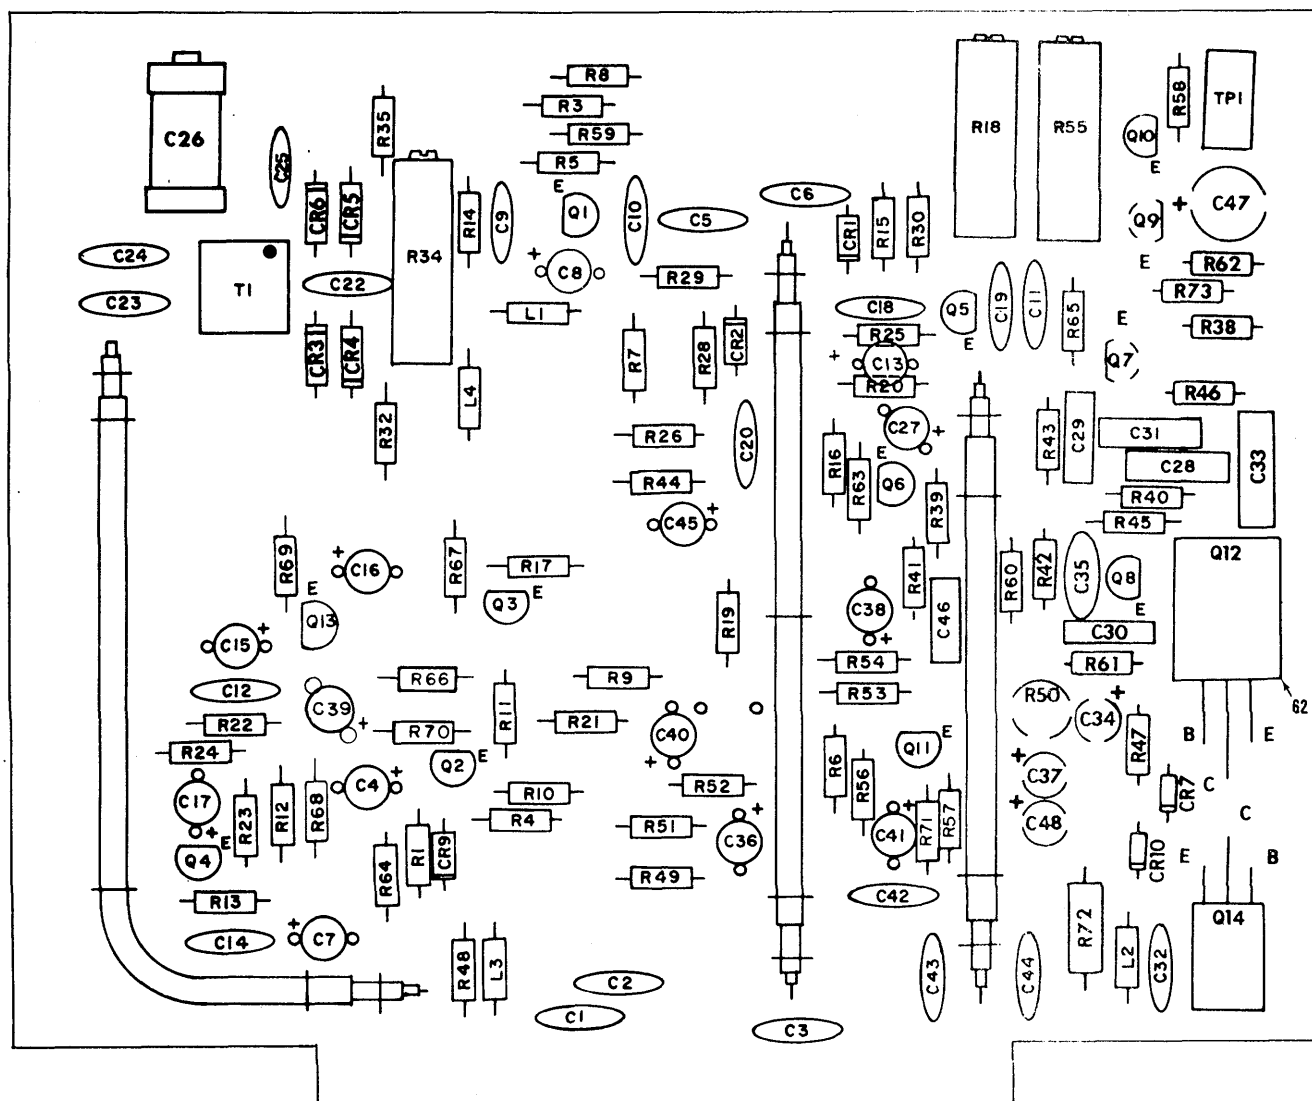 R8
R3
R59
R5
R35
C26
C25
CR6
CR5
R34
R14
C9
E
Q1
C10
C5
+
C8
R29
L1
C24
C23
T1
C22
CR3
CR4
R32
L4
R7
R28
CR2
R26
C20
R44
C45
+
C6
CR1
R15
R30
C18
R25
+
C13
R20
C27
+
Q5
E
C19
C11
R65
R18
R55
R58
TP1
Q10
E
+
C47
Q9
E
R62
R73
E
R38
Q7
R46
R43
C29
C31
C28
C33
R40
R45
R16
E
R63
Q6
R39
R41
C46
R60
R42
C35
Q8
E
Q12
C30
R61
R69
+
C16
E
Q13
R67
R17
Q3
E
R19
C38
+
R54
R53
C15
+
C12
R22
R24
C39
+
R66
R70
R11
R9
R21
C40
+
Q2
E
R50
C34
+
62
R47
B
E
C
Q11
E
R6
R56
+
C37
+
C48
CR7
C
CR10
E
B
C17
+
R23
R12
R68
C4
+
R10
R4
R52
R51
C36
+
R49
C41
+
R71
R57
E
Q4
R64
R1
CR9
R13
C14
+
C7
R48
L3
C2
C1
C3
C42
C43
C44
R72
L2
C32
Q14